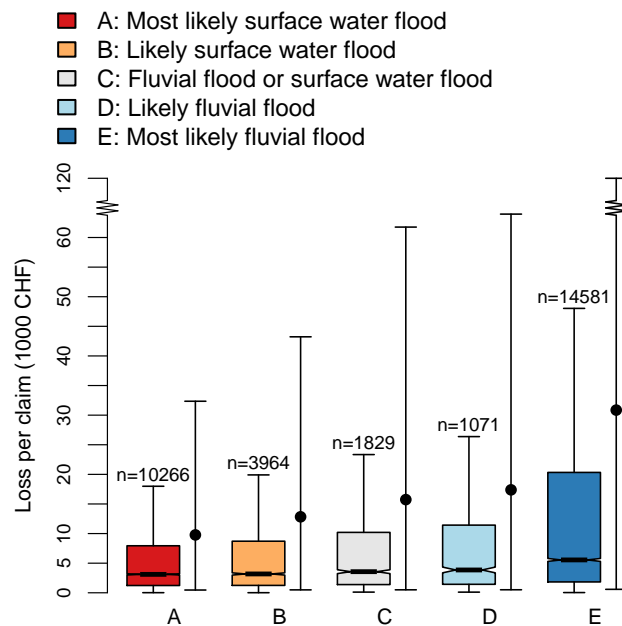 A: Most likely surface water flood
B: Likely surface water flood
C: Fluvial flood or surface water flood
D: Likely fluvial flood
E: Most likely fluvial flood
Loss per claim (1000 CHF)
120
60
50
40
30
20
10
5
0
n=10266
n=3964
n=1829
n=1071
n=14581
A
B
C
D
E